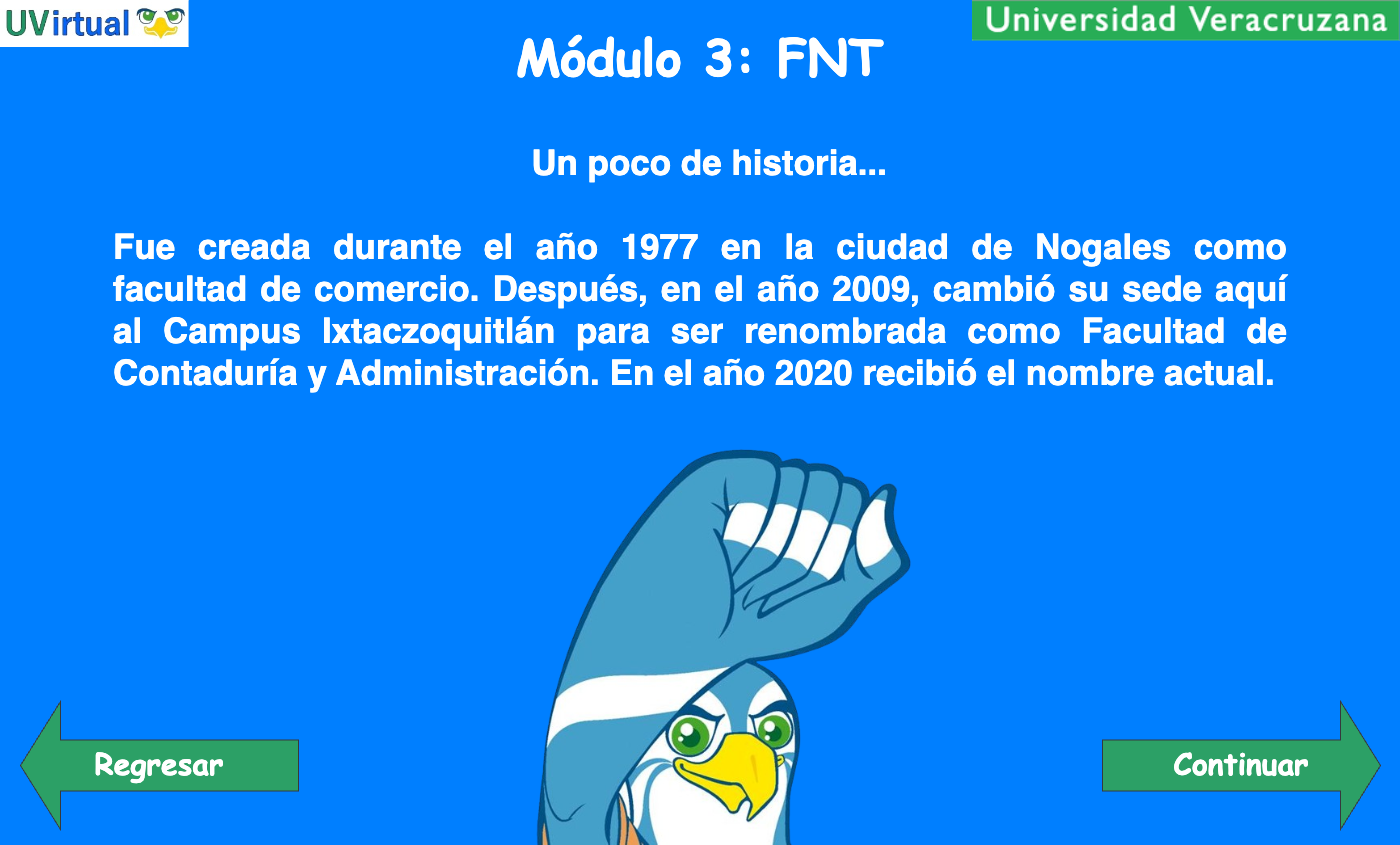 UVirtual
Universidad Veracruzana
Módulo 3: FNT
Un poco de historia...
Fue creada durante el año 1977 en la ciudad de Nogales como
facultad de comercio. Después, en el año 2009, cambió su sede aquí
al Campus Ixtaczoquitlán para ser renombrada como Facultad de
Contaduría y Administración. En el año 2020 recibió el nombre actual.
Regresar
Continuar